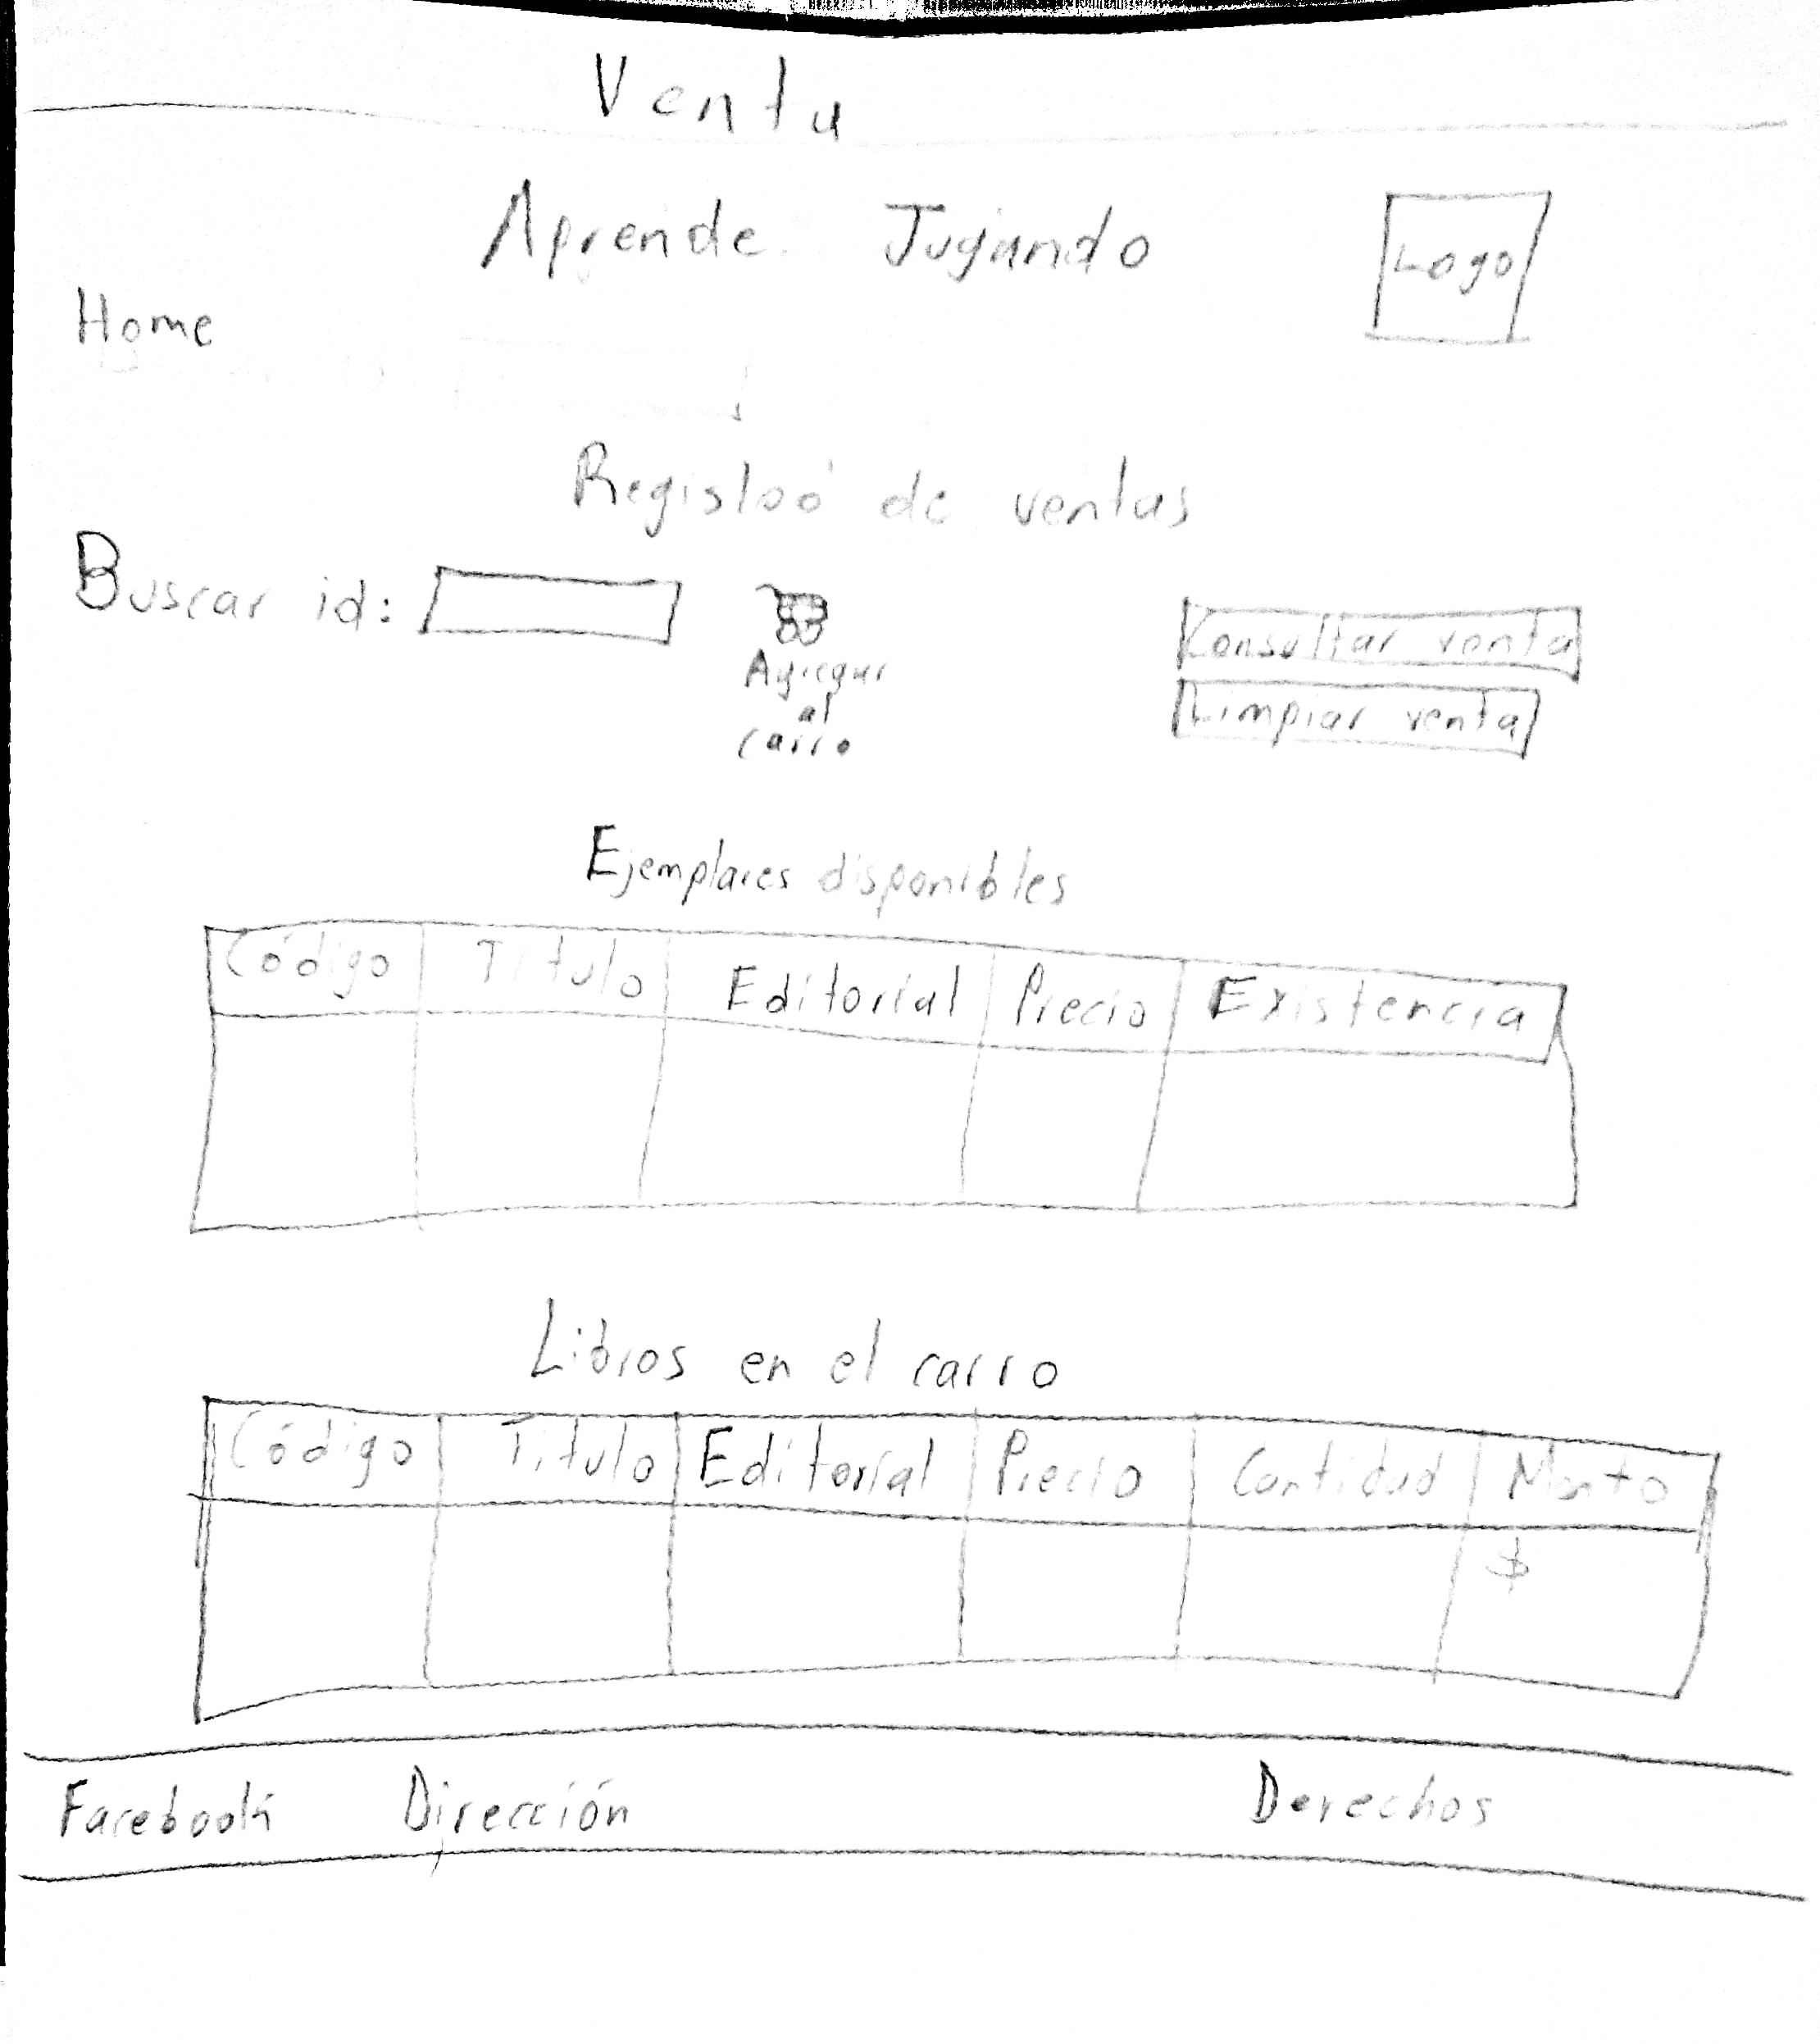 Venta
Aprende Jugando
Logo
Home
Registro de ventas
Buscar id:
Agregar
al
carro
Consultar venta
Limpiar venta
Ejemplares disponibles
Código Titulo Editorial Precio Existencia
Libros en el carro
Código Titulo Editorial Precio Cantidad Monto
$
Facebook Dirección Derechos